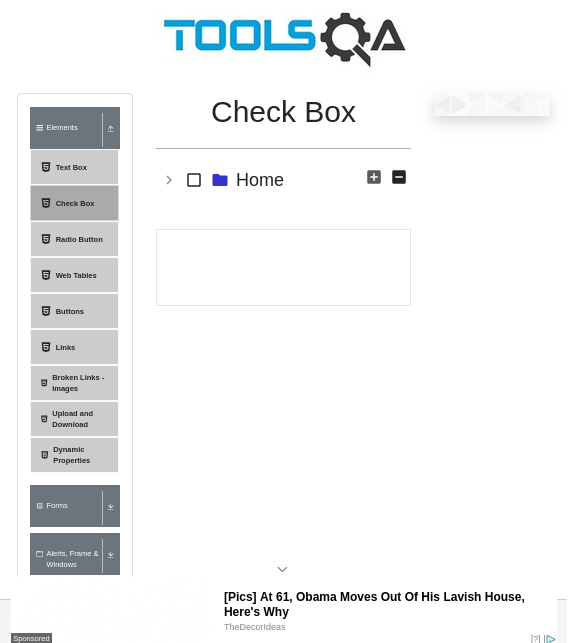 TOOLSQA
Check Box
Elements
Text Box
Check Box
Radio Button
Web Tables
Buttons
Links
Broken Links -
Images
Upload and
Download
Dynamic
Properties
Forms
Alerts, Frame &
Windows
Home
[Pics] At 61, Obama Moves Out Of His Lavish House,
Here's Why
TheDecorIdeas
Sponsored
[?]